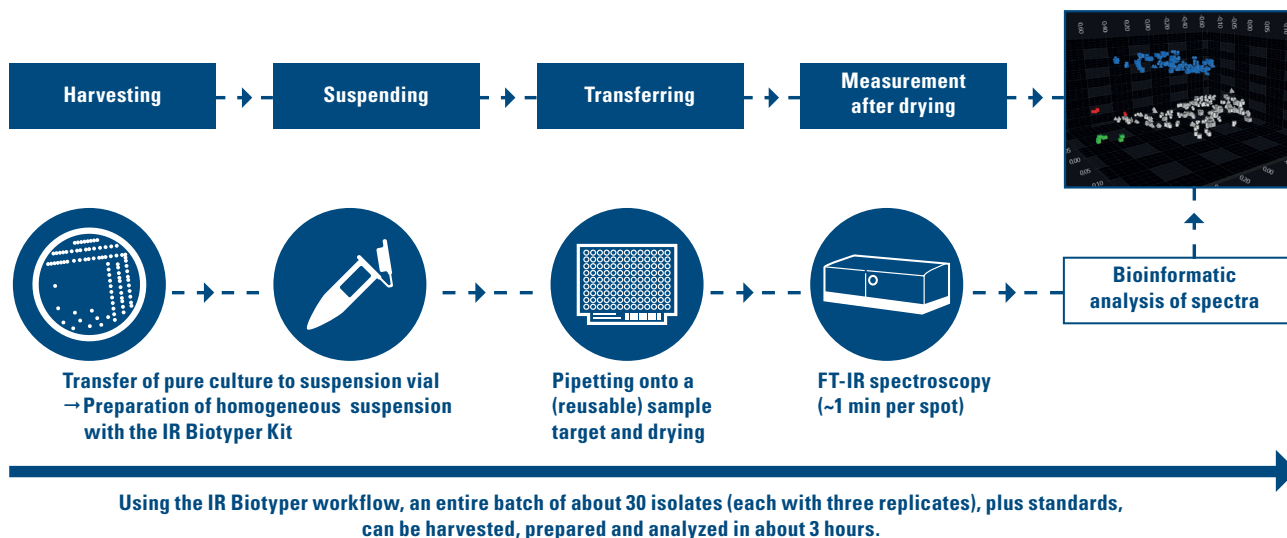 Harvesting
Suspending
Transferring
Measurement
after drying
Bioinformatic
analysis of spectra
Transfer of pure culture to suspension vial
→Preparation of homogeneous suspension
with the IR Biotyper Kit
Pipetting onto a
(reusable) sample
target and drying
FT-IR spectroscopy
(~1 min per spot)
Using the IR Biotyper workflow, an entire batch of about 30 isolates (each with three replicates), plus standards,
can be harvested, prepared and analyzed in about 3 hours.